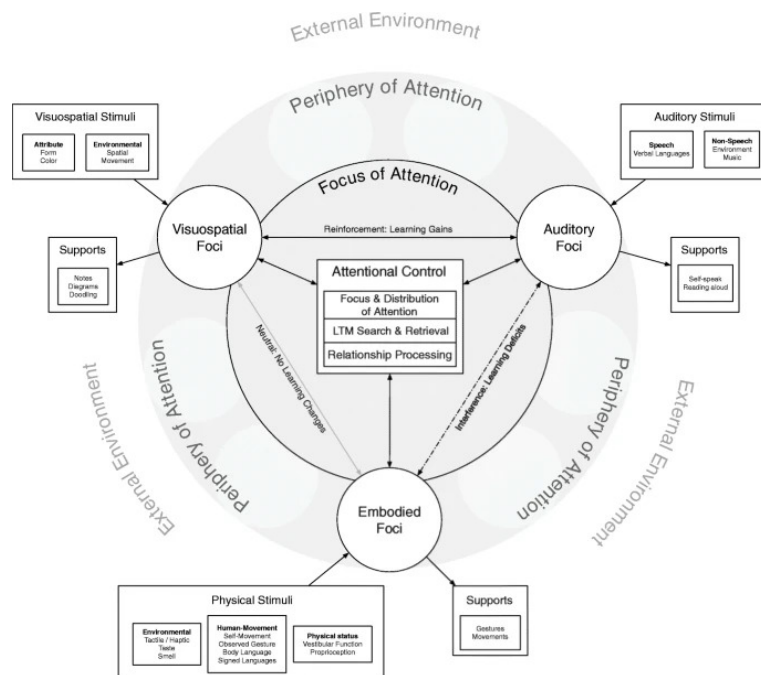 External Environment
Periphery of Attention
Visuospatial Stimuli
Attribute
Form
Color
Environmental
Spatial
Movement
Auditory Stimuli
Speech
Verbal Languages
Non-Speech
Environment
Music
Focus of Attention
Visuospatial
Foci
Reinforcement: Learning Gains
Auditory
Foci
Supports
Notes
Diagrams
Doodling
Attentional Control
Focus & Distribution
of Attention
LTM Search & Retrieval
Relationship Processing
Supports
Self-speak
Reading aloud
Neutral: No Learning Changes
Interference: Learning Deficits
External Environment
Periphery of Attention
Periphery of Attention
External Environment
Embodied
Foci
Physical Stimuli
Environmental
Tactile / Haptic
Taste
Smell
Human-Movement
Self-Movement
Observed Gesture
Body Language
Signed Languages
Physical status
Vestibular Function
Proprioception
Supports
Gestures
Movements